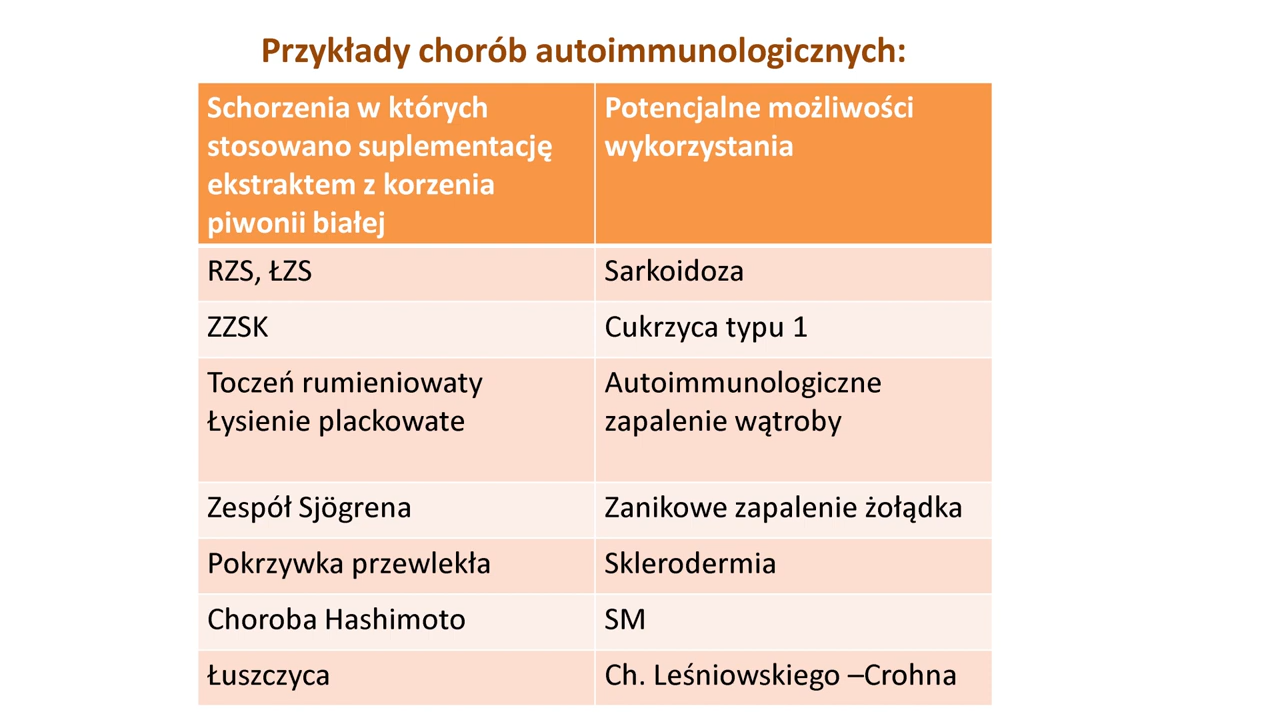 Przykłady chorób autoimmunologicznych:
Schorzenia w których
stosowano suplementację
ekstraktem z korzenia
piwonii białej
Potencjalne możliwości
wykorzystania
RZS, ŁZS
Sarkoidoza
ZZSK
Cukrzyca typu 1
Toczeń rumieniowaty
Łysienie plackowate
Autoimmunologiczne
zapalenie wątroby
Zespół Sjögrena
Zanikowe zapalenie żołądka
Pokrzywka przewlekła
Sklerodermia
Choroba Hashimoto
SM
Łuszczyca
Ch. Leśniowskiego –Crohna